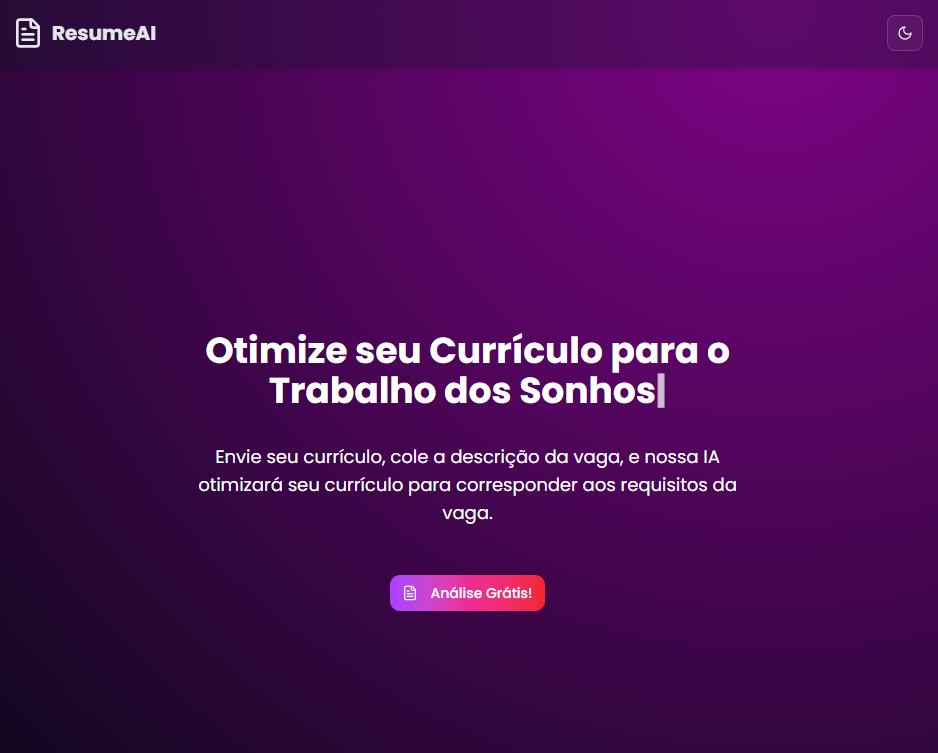 ResumeAI
Otimize seu Currículo para o
Trabalho dos Sonhos
Envie seu currículo, cole a descrição da vaga, e nossa IA
otimizará seu currículo para corresponder aos requisitos da
vaga.
Análise Grátis!